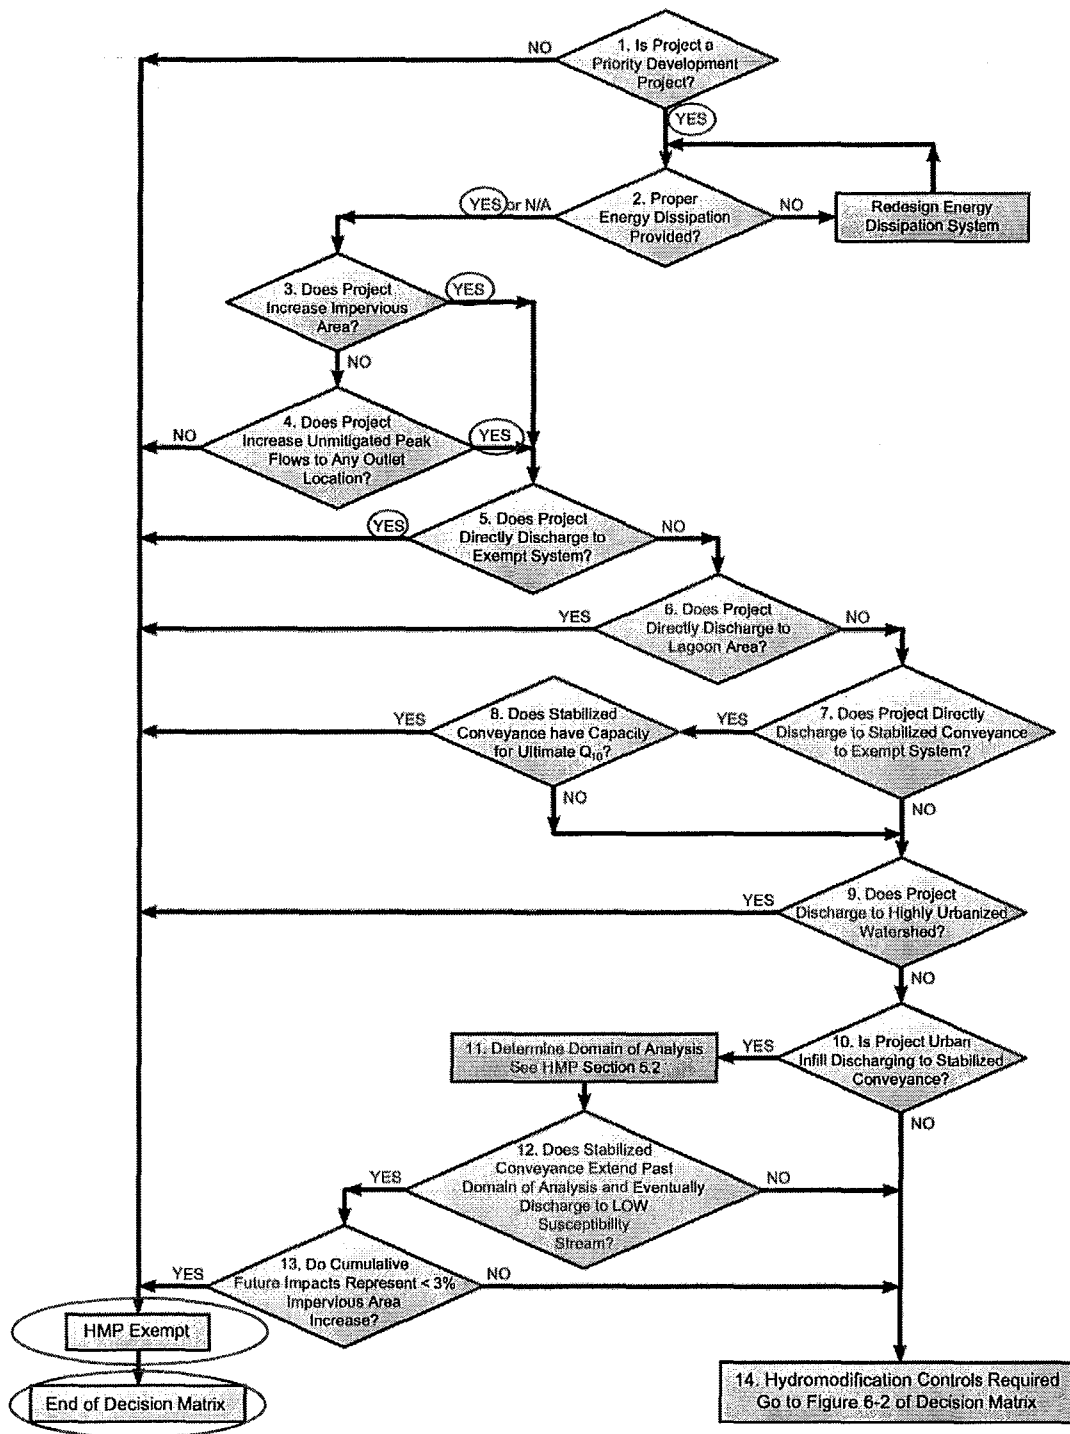 1. Is Project a
Priority Development
Project?
NO
YES
2. Proper
Energy Dissipation
Provided?
YES or N/A
NO
Redesign Energy
Dissipation System
3. Does Project
Increase Impervious
Area?
YES
NO
4. Does Project
Increase Unmitigated Peak
Flows to Any Outlet
Location?
NO
YES
5. Does Project
Directly Discharge to
Exempt System?
YES
NO
6. Does Project
Directly Discharge to
Lagoon Area?
YES
NO
7. Does Project Directly
Discharge to Stabilized Conveyance
to Exempt System?
YES
NO
8. Does Stabilized
Conveyance have Capacity
for Ultimate Q10?
YES
NO
9. Does Project
Discharge to Highly Urbanized
Watershed?
YES
NO
10. Is Project Urban
Infill Discharging to Stabilized
Conveyance?
YES
NO
11. Determine Domain of Analysis
See HMP Section 5.2
12. Does Stabilized
Conveyance Extend Past
Domain of Analysis and Eventually
Discharge to LOW
Susceptibility
Stream?
YES
NO
13. Do Cumulative
Future Impacts Represent < 3%
Impervious Area
Increase?
YES
NO
HMP Exempt
End of Decision Matrix
14. Hydromodification Controls Required
Go to Figure 6-2 of Decision Matrix